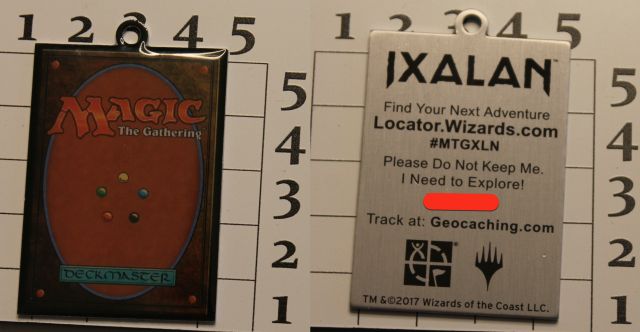 1 2 3 4 5
MAGIC
The Gathering
DECKMASTER
5
4
3
2
1
1 2 3 4 5
IXALAN™
Find Your Next Adventure
Locator.Wizards.com
#MTGXLN
Please Do Not Keep Me.
I Need to Explore!
Track at: Geocaching.com
TM & ©2017 Wizards of the Coast LLC.
5
4
3
2
1